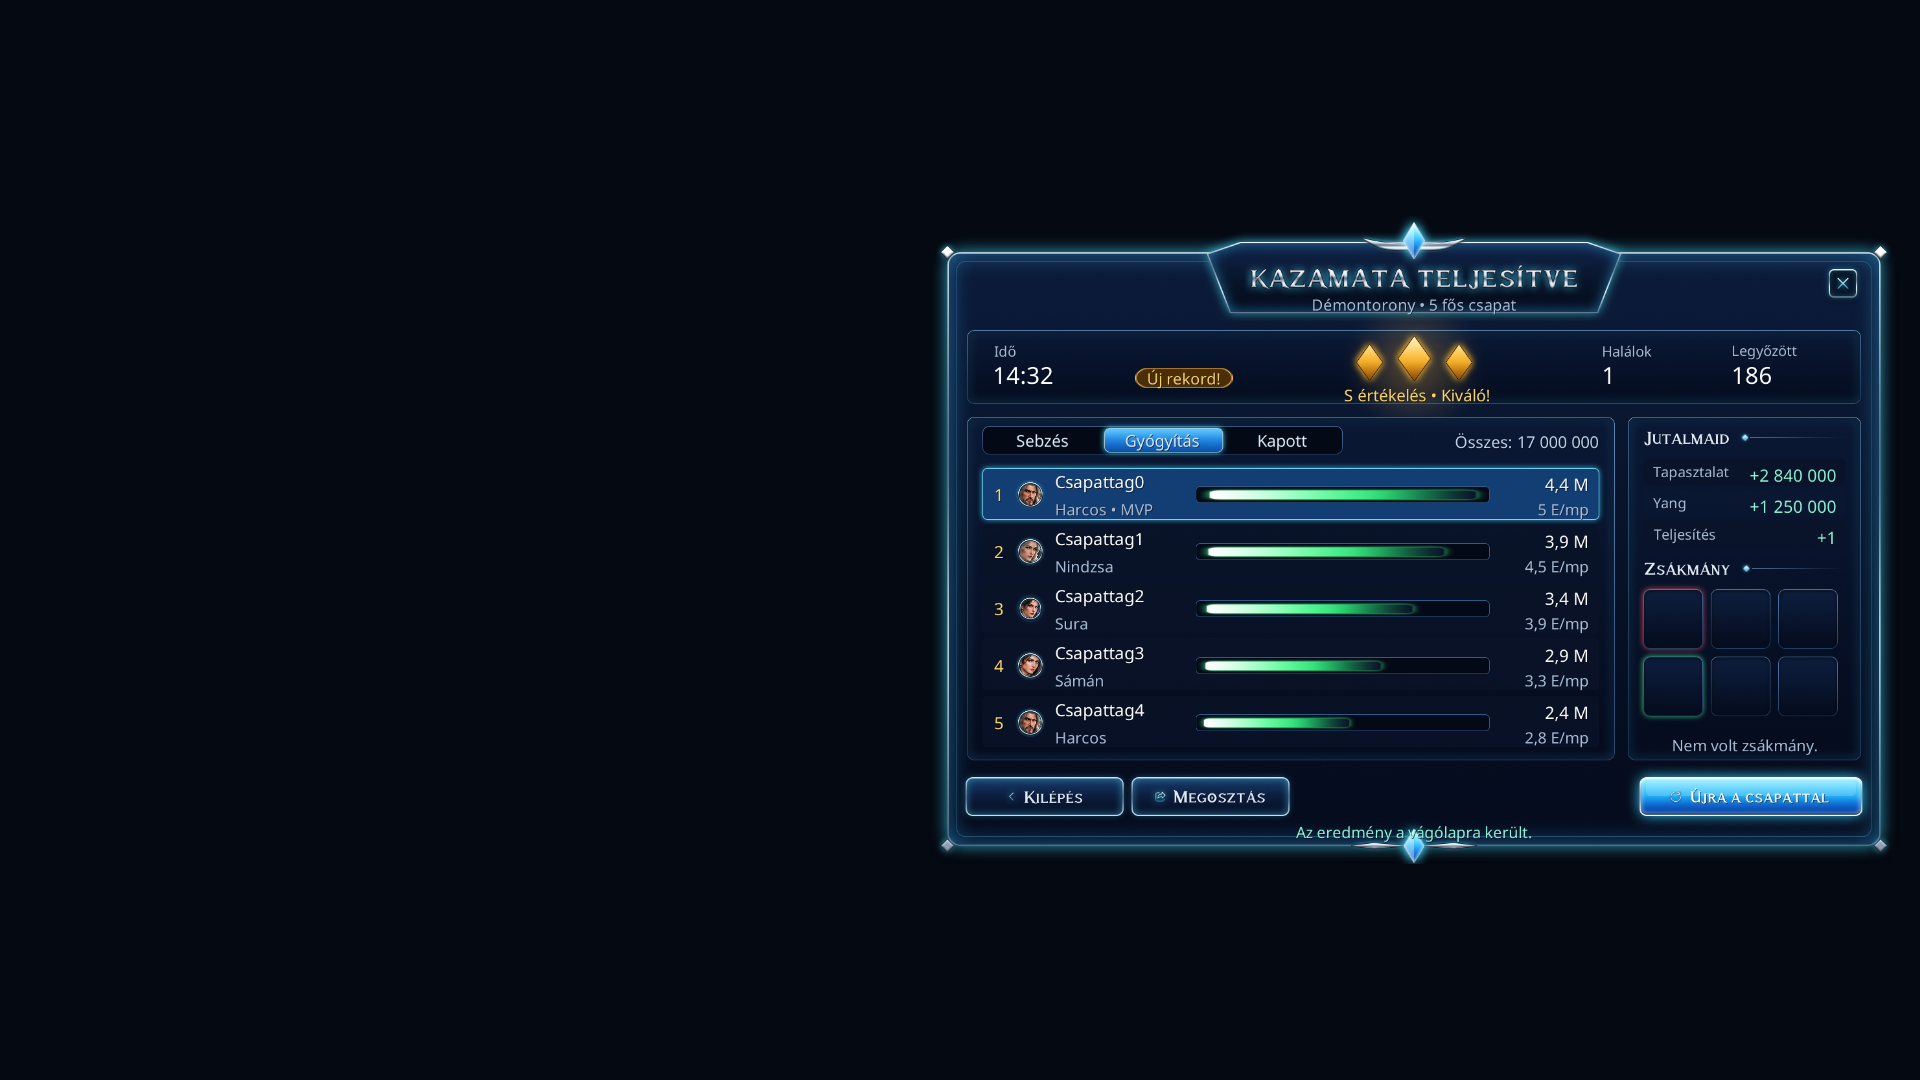 KAZAMATA TELJESÍTVE
Démontorony • 5 fős csapat
Idő
14:32
Új rekord!
S értékelés • Kiváló!
Halálok
1
Legyőzött
186
Sebzés Gyógyítás Kapott Összes: 17 000 000
1 Csapattag0 4,4 M
Harcos • MVP 5 E/mp
2 Csapattag1 3,9 M
Nindzsa 4,5 E/mp
3 Csapattag2 3,4 M
Sura 3,9 E/mp
4 Csapattag3 2,9 M
Sámán 3,3 E/mp
5 Csapattag4 2,4 M
Harcos 2,8 E/mp
JUTALMAID
Tapasztalat +2 840 000
Yang +1 250 000
Teljesítés +1
ZSÁKMÁNY
Nem volt zsákmány.
KILÉPÉS MEGOSZTÁS ÚJRA A CSAPATTAL
Az eredmény a vágólapra került.